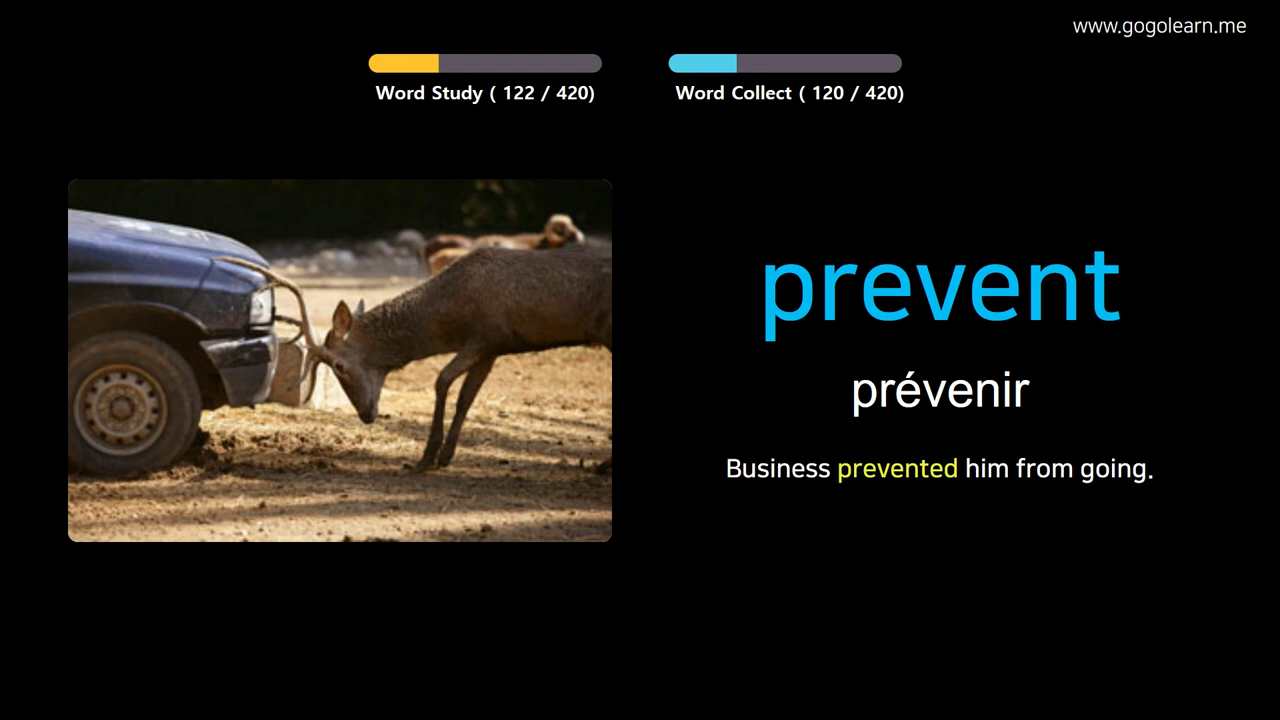 www.gogolearn.me
Word Study ( 122 / 420)
Word Collect ( 120 / 420)
prevent
prévenir
Business prevented him from going.